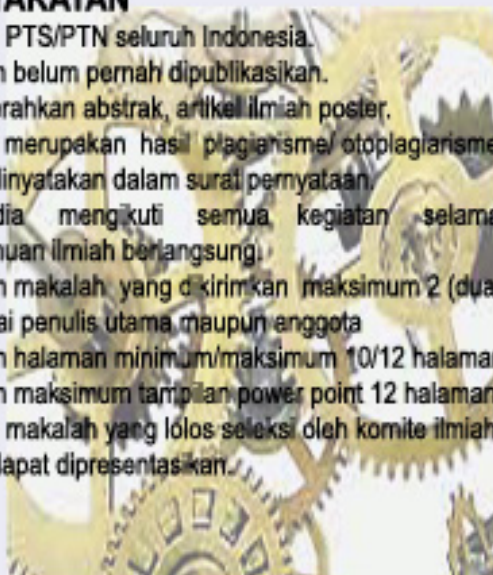 YARATAN
PTS/PTN seluruh Indonesia.
n belum pernah dipublikasikan.
erahkan abstrak, artikel ilmiah poster.
merupakan hasil plagiarisme/ otoplagiarisme
dinyatakan dalam surat pernyataan.
dia mengikuti semua kegiatan selama
muan ilmiah berlangsung.
n makalah yang dikirimkan maksimum 2 (dua
ai penulis utama maupun anggota
n halaman minimum/maksimum 10/12 halaman
n maksimum tampilan power point 12 halaman
makalah yang lolos seleksi oleh komite ilmiah
dapat dipresentasikan.